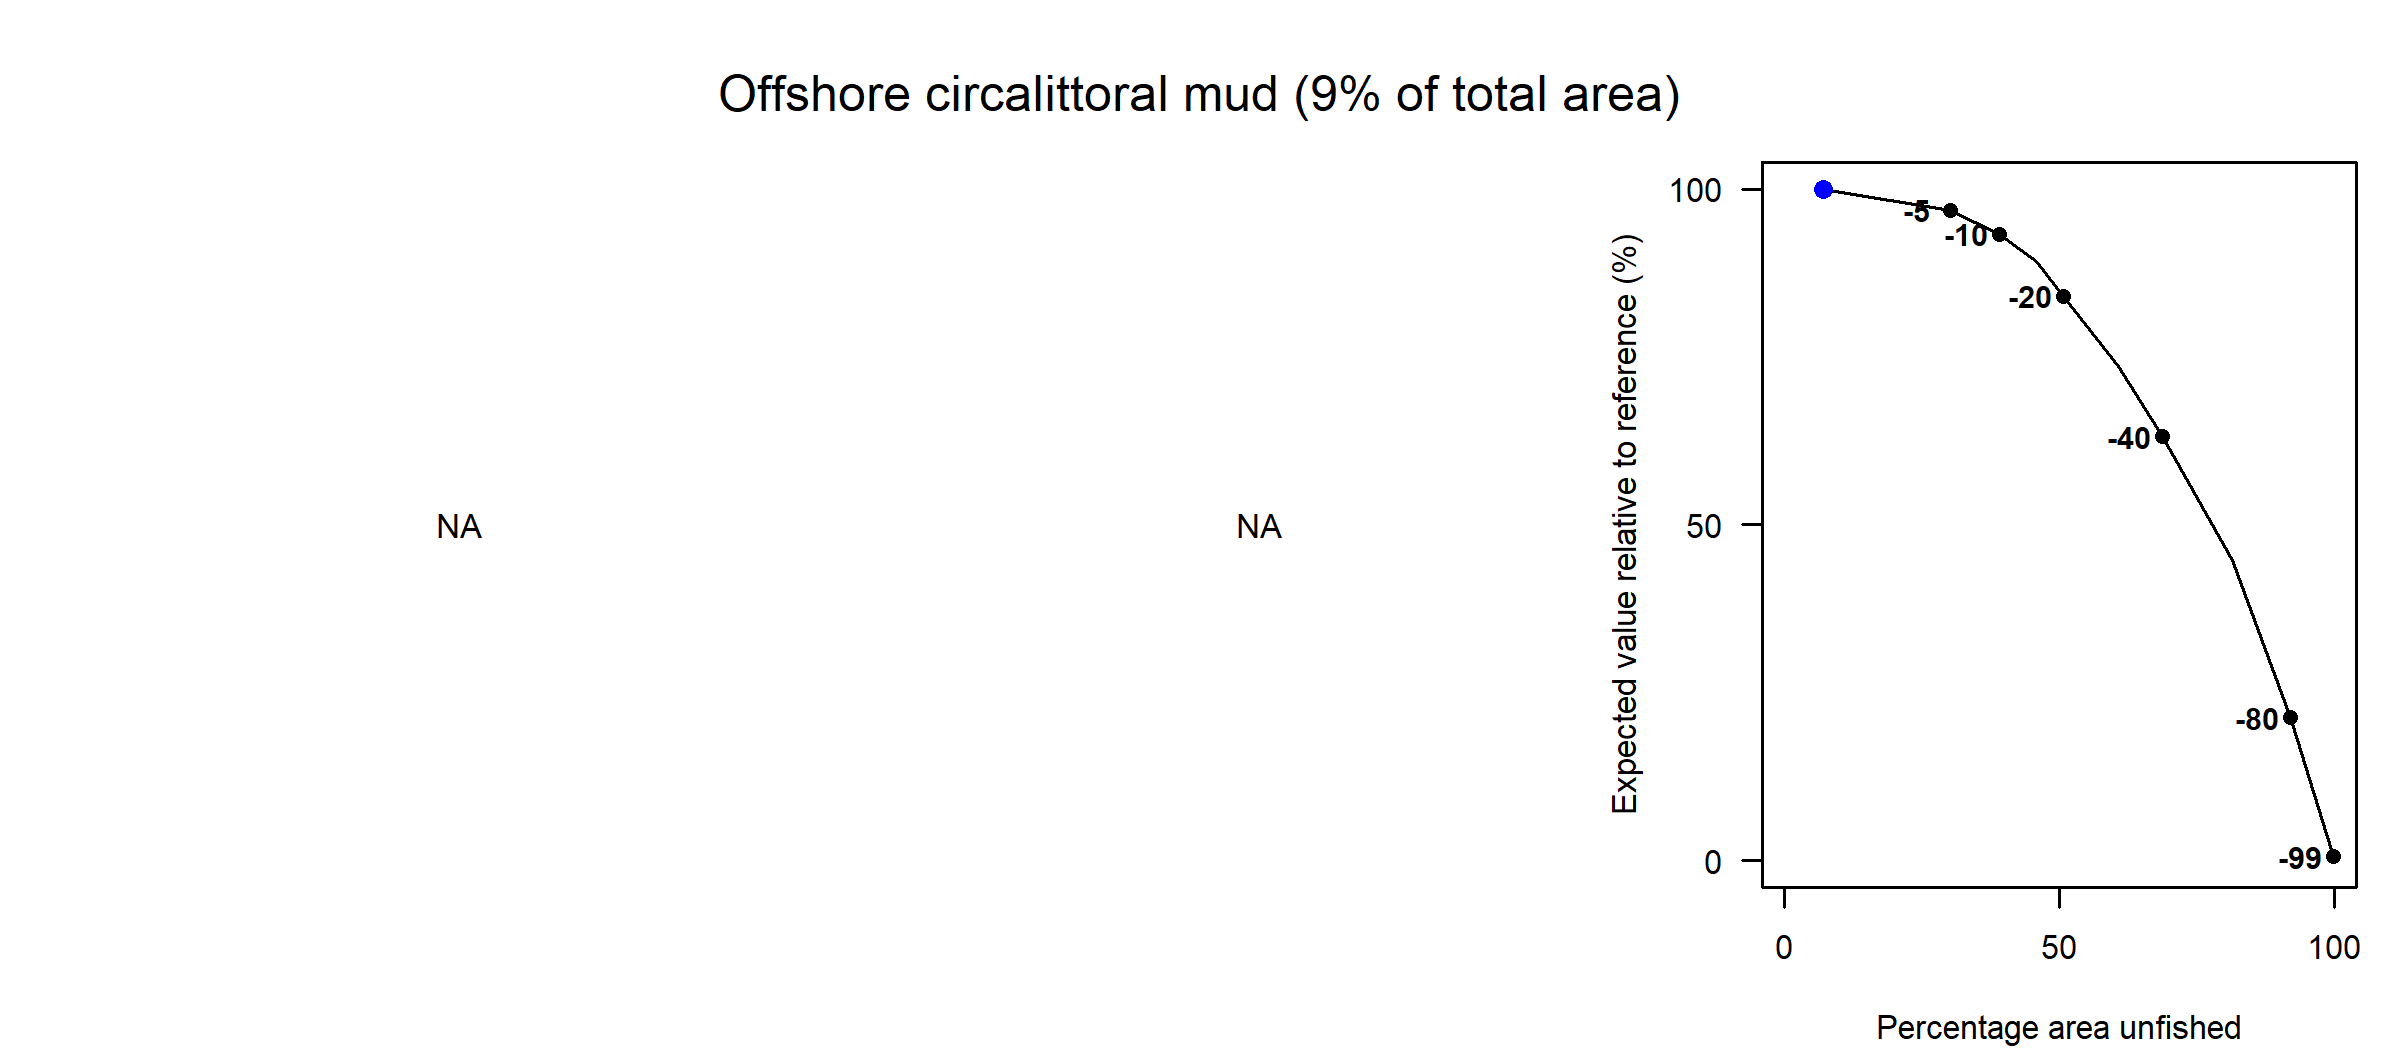 Offshore circalittoral mud (9% of total area)
NA
NA
Expected value relative to reference (%)
100
50
0
-5
-10
-20
-40
-80
-99
0
50
100
Percentage area unfished